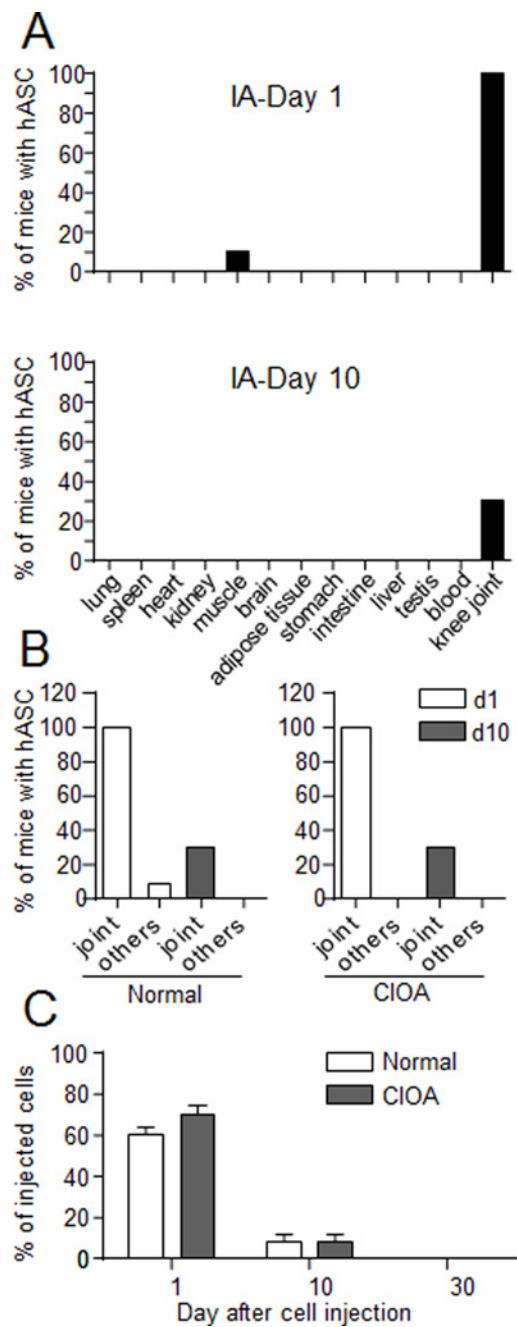 A
% of mice with hASC
100
80
60
40
20
0
IA-Day 1
% of mice with hASC
100
80
60
40
20
0
IA-Day 10
lung
spleen
heart
kidney
muscle
brain
adipose tissue
stomach
intestine
liver
testis
blood
knee joint
B
% of mice with hASC
120
100
80
60
40
20
0
joint
others
joint
others
Normal
120
100
80
60
40
20
0
d1
d10
joint
others
joint
others
CIOA
C
% of injected cells
100
80
60
40
20
0
Normal
CIOA
1
10
30
Day after cell injection